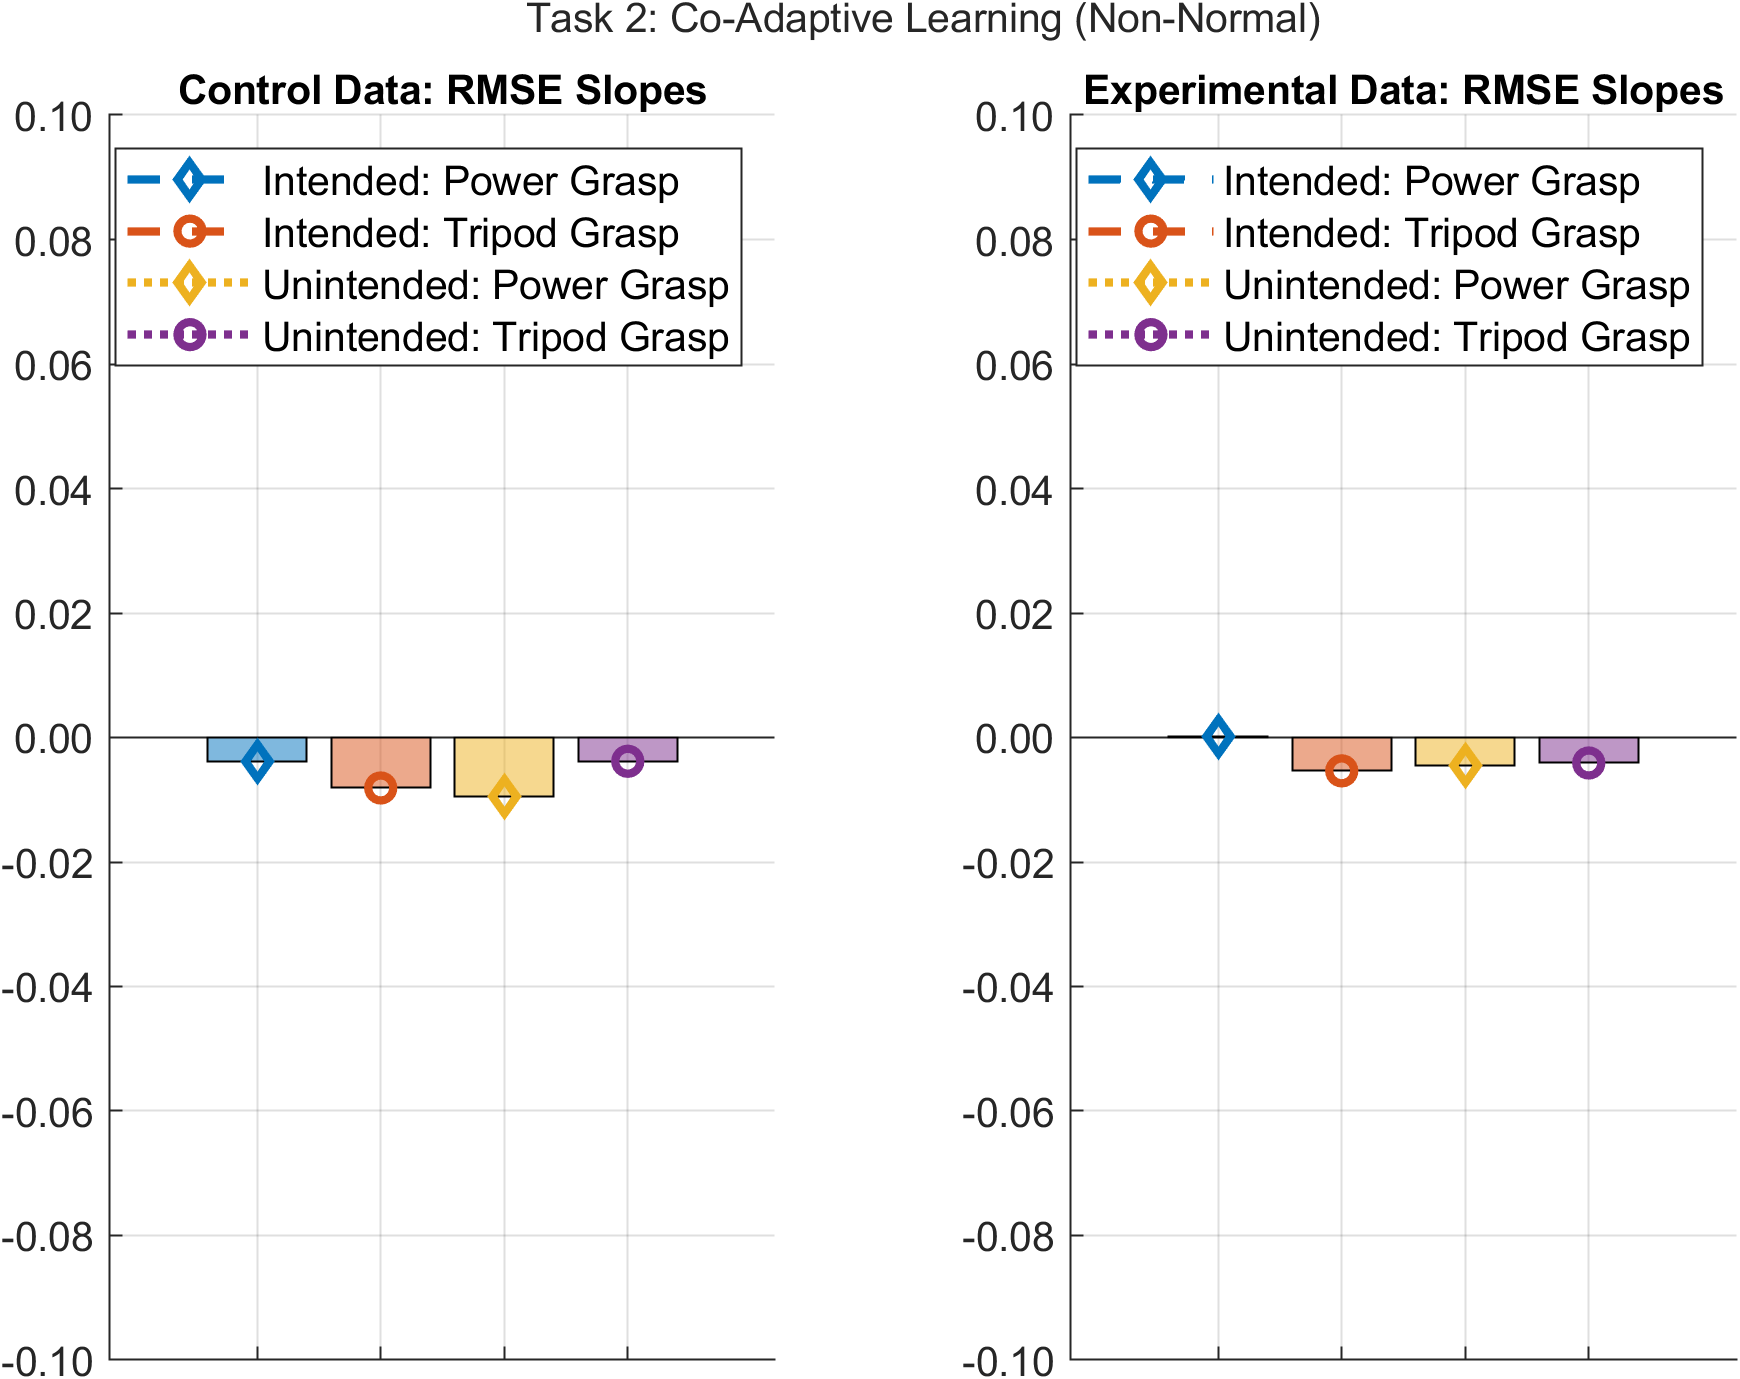 Task 2: Co-Adaptive Learning (Non-Normal)
Control Data: RMSE Slopes
0.10
0.08
0.06
0.04
0.02
0.00
-0.02
-0.04
-0.06
-0.08
-0.10
Intended: Power Grasp
Intended: Tripod Grasp
Unintended: Power Grasp
Unintended: Tripod Grasp
Experimental Data: RMSE Slopes
0.10
0.08
0.06
0.04
0.02
0.00
-0.02
-0.04
-0.06
-0.08
-0.10
Intended: Power Grasp
Intended: Tripod Grasp
Unintended: Power Grasp
Unintended: Tripod Grasp